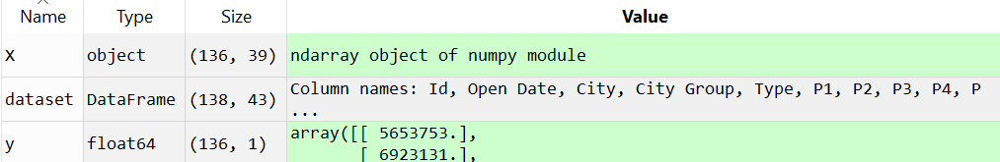 Name Type Size Value
X object (136, 39) ndarray object of numpy module
dataset DataFrame (138, 43) Column names: Id, Open Date, City, City Group, Type, P1, P2, P3, P4, P
...
y float64 (136, 1) array([[ 5653753.],
[ 6923131.],